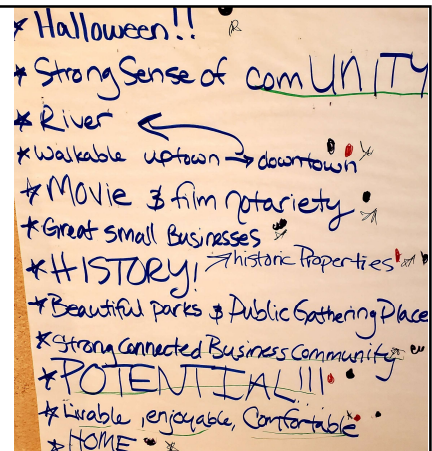 * Halloween!!
* Strong Sense of comUNITY
* River
* Walkable uptown → downtown
* Movie & film notariety
* Great small Businesses
* HISTORY! → historic Properties
* Beautiful parks & Public Gathering Place
* Strong Connected Business Community
* POTENTIAL!!!
* Livable, enjoyable, Comfortable
* HOME